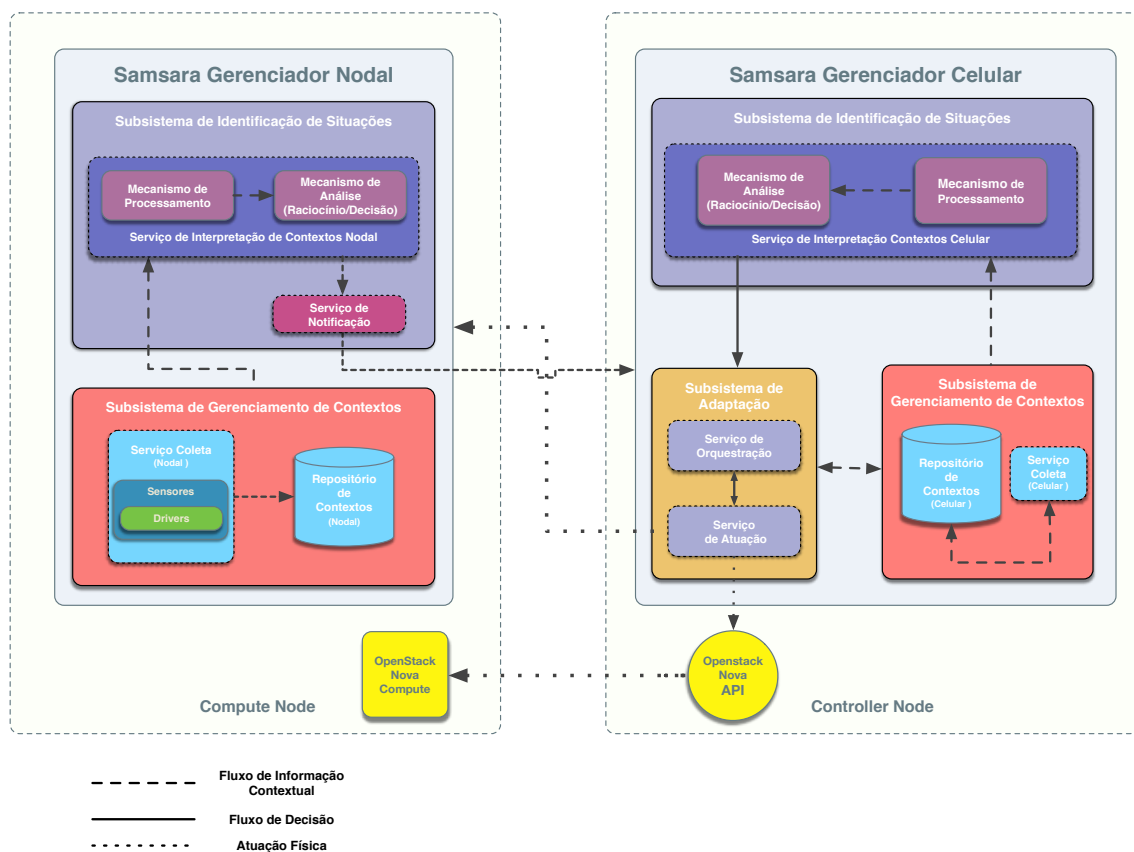 Samsara Gerenciador Nodal
Subsistema de Identificação de Situações
Mecanismo de
Processamento
Mecanismo de
Análise
(Raciocínio/Decisão)
Serviço de Interpretação de Contextos Nodal
Serviço de
Notificação
Subsistema de Gerenciamento de Contextos
Serviço Coleta
(Nodal )
Sensores
Drivers
Repositório
de
Contextos
(Nodal)
OpenStack
Nova
Compute
Compute Node
Samsara Gerenciador Celular
Subsistema de Identificação de Situações
Mecanismo de
Análise
(Raciocínio/Decisão)
Mecanismo de
Processamento
Serviço de Interpretação Contextos Celular
Subsistema de
Adaptação
Serviço de
Orquestração
Serviço
de Atuação
Subsistema de
Gerenciamento de Contextos
Repositório
de
Contextos
(Celular )
Serviço
Coleta
(Celular )
Openstack
Nova
API
Controller Node
Fluxo de Informação
Contextual
Fluxo de Decisão
Atuação Física